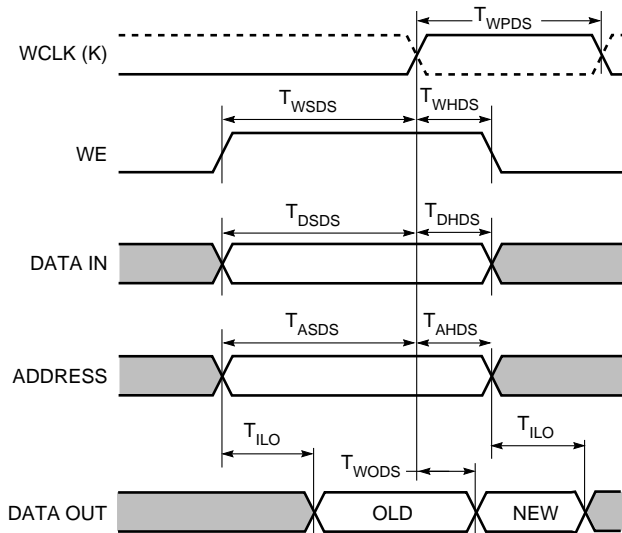 T_WPDS
WCLK (K)
T_WSDS T_WHDS
WE
T_DSDS T_DHDS
DATA IN
T_ASDS T_AHDS
ADDRESS
T_ILO T_ILO
T_WODS
DATA OUT OLD NEW